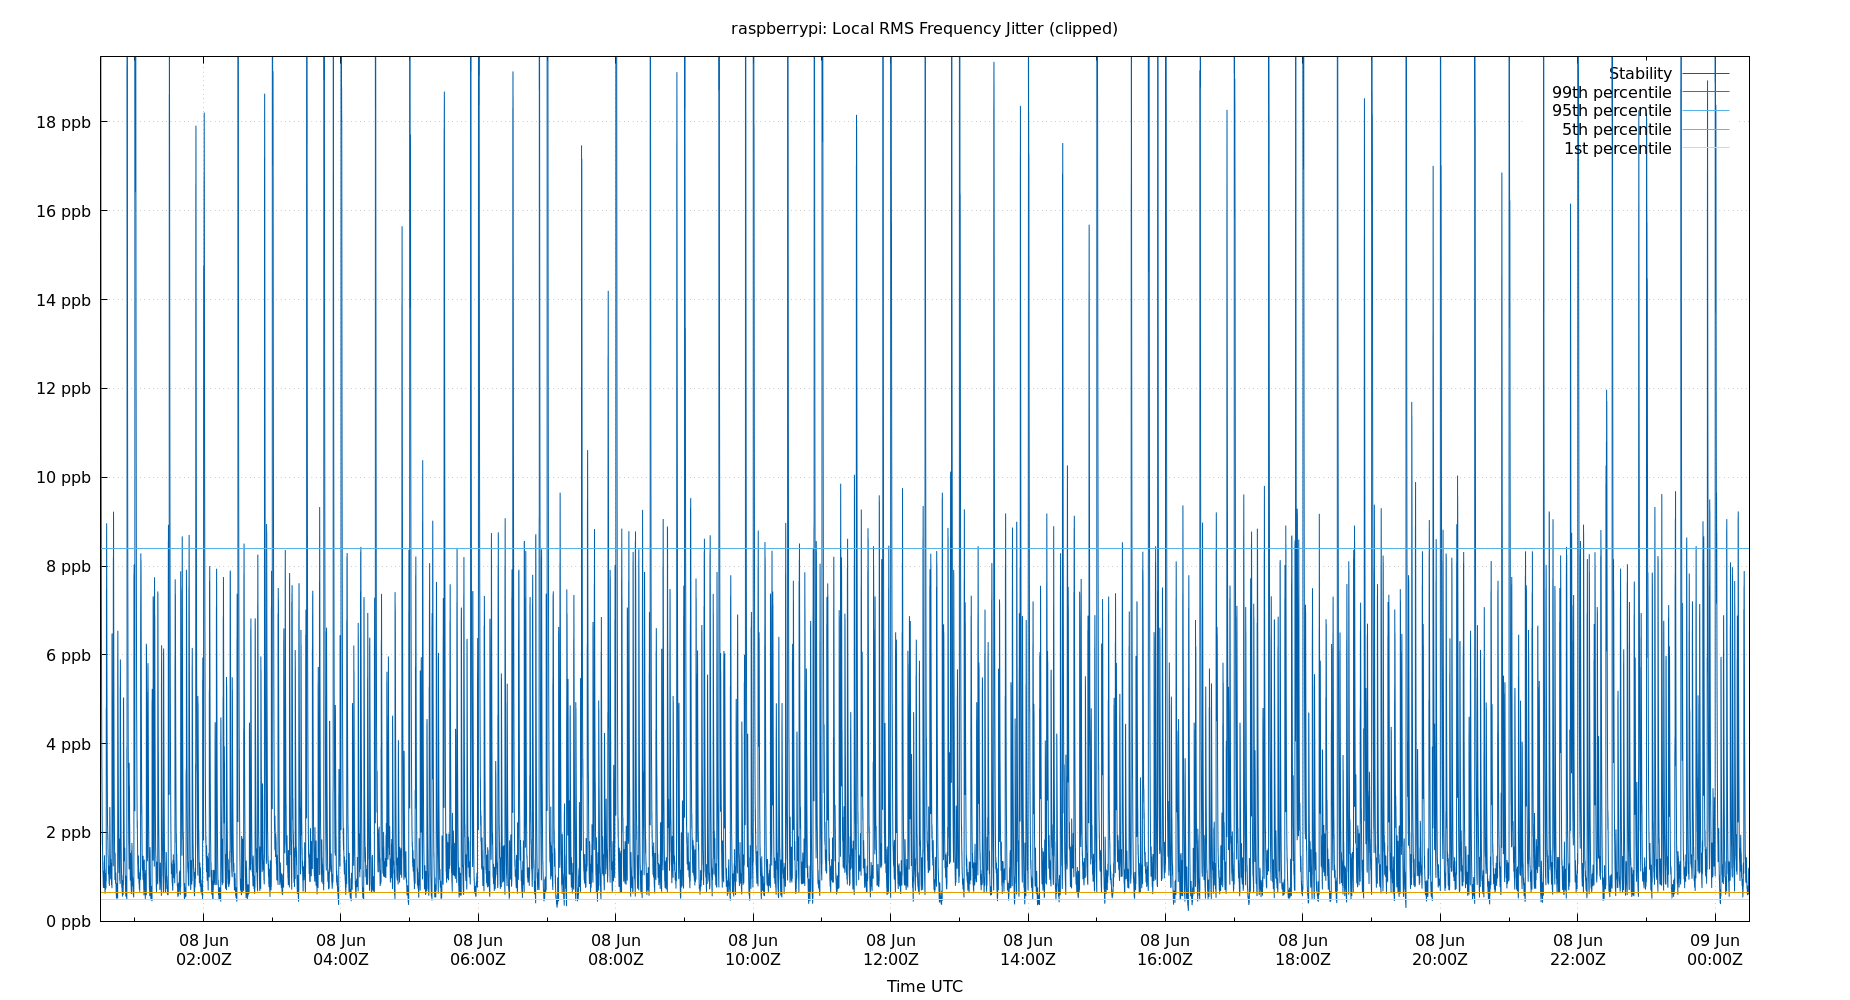 raspberrypi: Local RMS Frequency Jitter (clipped)
Stability
99th percentile
95th percentile
5th percentile
1st percentile
18 ppb
16 ppb
14 ppb
12 ppb
10 ppb
8 ppb
6 ppb
4 ppb
2 ppb
0 ppb
08 Jun 08 Jun 08 Jun 08 Jun 08 Jun 08 Jun 08 Jun 08 Jun 08 Jun 08 Jun 08 Jun 09 Jun
02:00Z 04:00Z 06:00Z 08:00Z 10:00Z 12:00Z 14:00Z 16:00Z 18:00Z 20:00Z 22:00Z 00:00Z
Time UTC